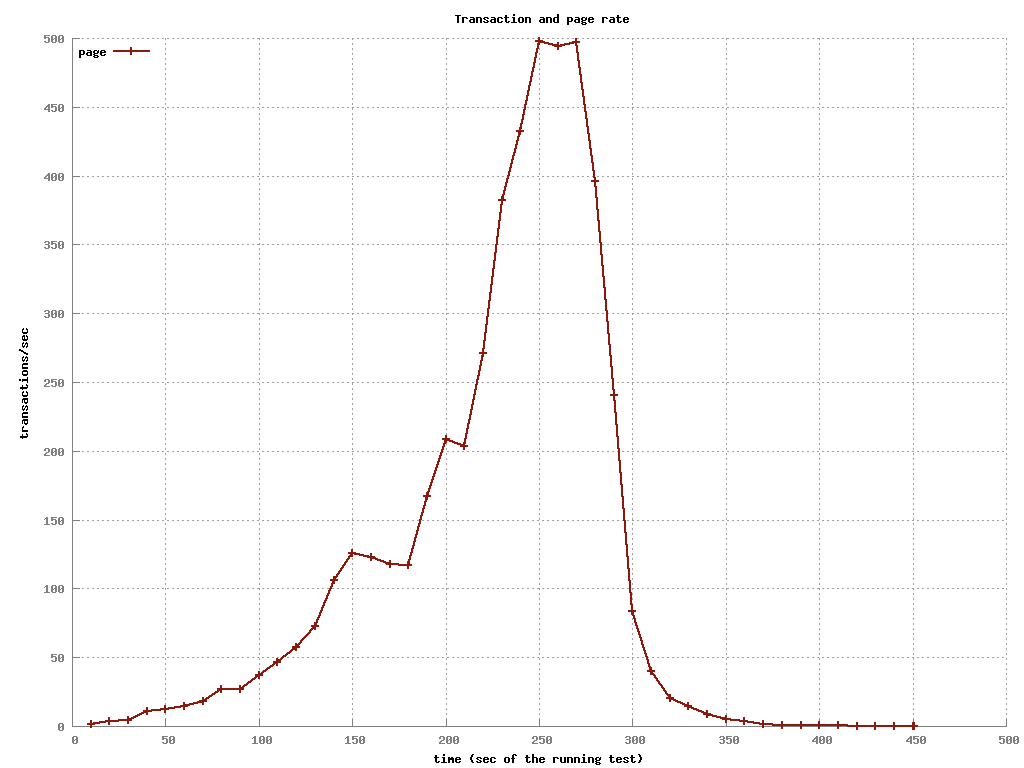 Transaction and page rate
page
transactions/sec
500
450
400
350
300
250
200
150
100
50
0
0 50 100 150 200 250 300 350 400 450 500
time (sec of the running test)